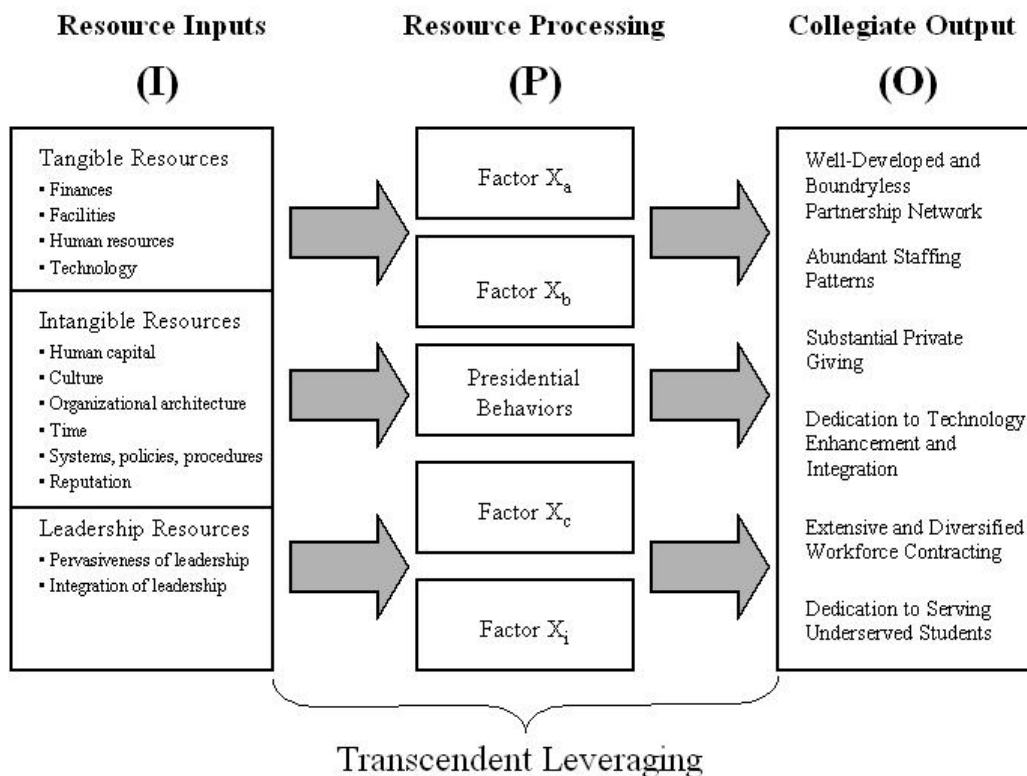 Resource Inputs
(I)
Tangible Resources
▪ Finances
▪ Facilities
▪ Human resources
▪ Technology
Intangible Resources
▪ Human capital
▪ Culture
▪ Organizational architecture
▪ Time
▪ Systems, policies, procedures
▪ Reputation
Leadership Resources
▪ Pervasiveness of leadership
▪ Integration of leadership
Resource Processing
(P)
Factor Xa
Factor Xb
Presidential
Behaviors
Factor Xc
Factor Xi
Collegiate Output
(O)
Well-Developed and
Boundryless
Partnership Network
Abundant Staffing
Patterns
Substantial Private
Giving
Dedication to Technology
Enhancement and
Integration
Extensive and Diversified
Workforce Contracting
Dedication to Serving
Underserved Students
Transcendent Leveraging